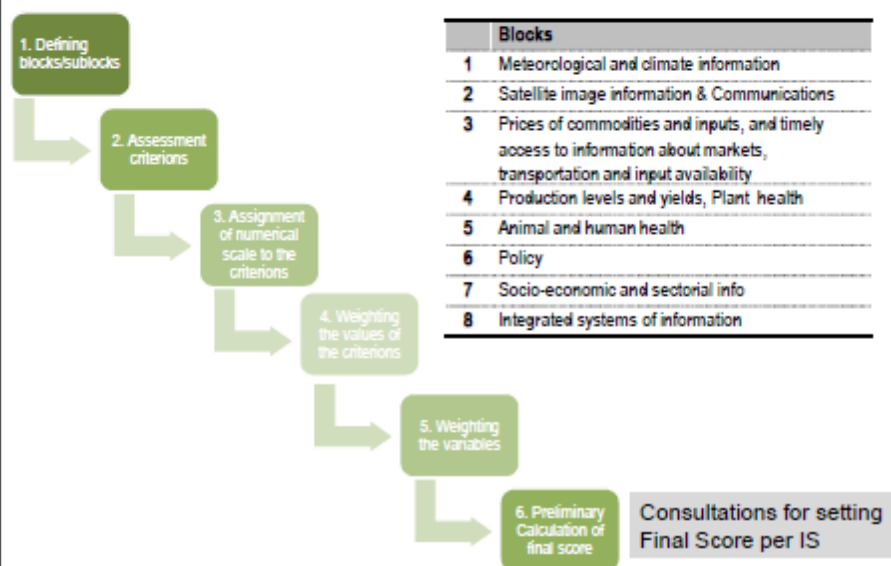 1. Defining
blocks/sublocks
2. Assessment
criterions
3. Assignment
of numerical
scale to the
criterions
4. Weighting
the values of
the criterions
5. Weighting
the variables
6. Preliminary
Calculation of
final score
Consultations for setting
Final Score per IS
Blocks
1 Meteorological and climate information
2 Satellite image information & Communications
3 Prices of commodities and inputs, and timely
access to information about markets,
transportation and input availability
4 Production levels and yields, Plant health
5 Animal and human health
6 Policy
7 Socio-economic and sectorial info
8 Integrated systems of information